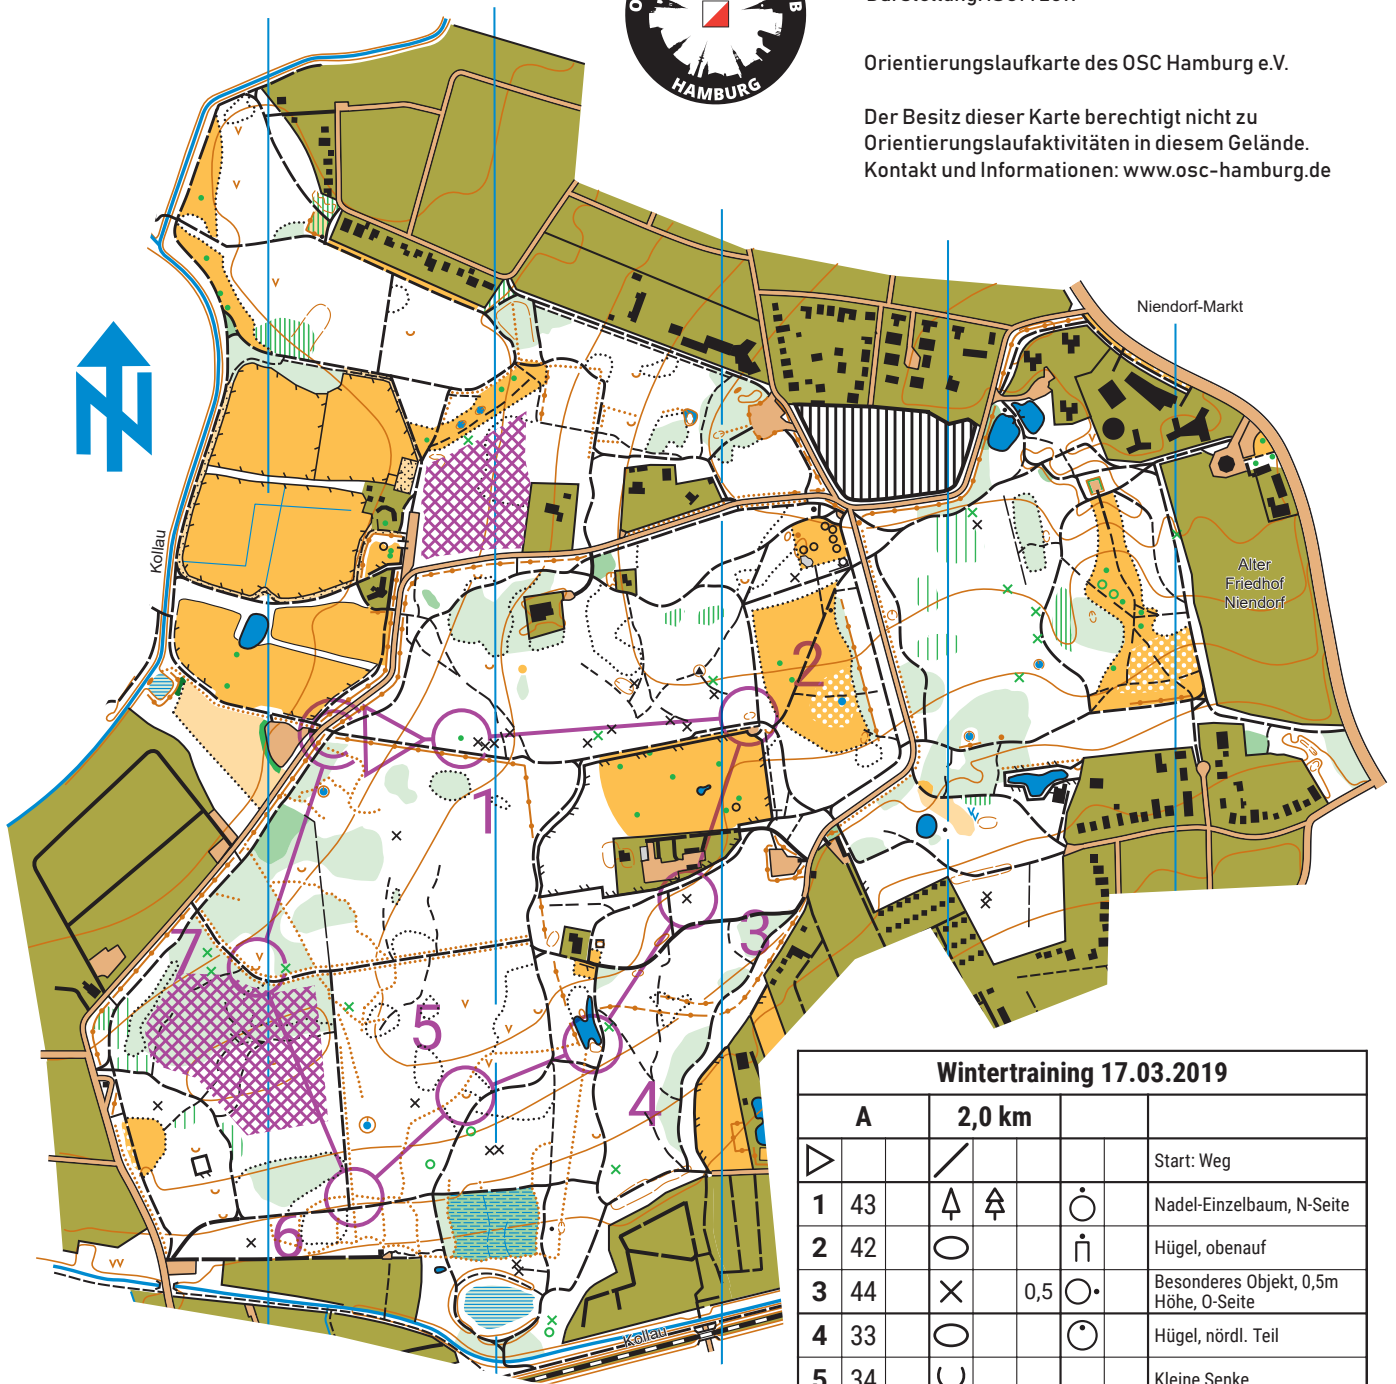 HAMBURG
Orientierungslaufkarte des OSC Hamburg e.V.
Der Besitz dieser Karte berechtigt nicht zu
Orientierungslaufaktivitäten in diesem Gelände.
Kontakt und Informationen: www.osc-hamburg.de
Niendorf-Markt
N
Kollau
Alter
Friedhof
Niendorf
2
1
3
7
5
4
6
Kollau
Wintertraining 17.03.2019
A 2,0 km
Start: Weg
1 43 Nadel-Einzelbaum, N-Seite
2 42 Hügel, obenauf
3 44 0,5 Besonderes Objekt, 0,5m
Höhe, O-Seite
4 33 Hügel, nördl. Teil
5 34 Kleine Senke